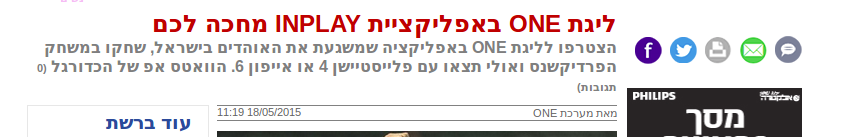 ליגת ONE באפליקציית INPLAY מחכה לכם
הצטרפו לליגת ONE באפליקציה שמשגעת את האוהדים בישראל, שחקו במשחק
הפרדיקשנס ואולי תצאו עם פלייסטיישן 4 או אייפון 6. הוואטס אפ של הכדורגל (0
תגובות)
מאת מערכת ONE
18/05/2015 11:19
עוד ברשת
PHILIPS
מסך